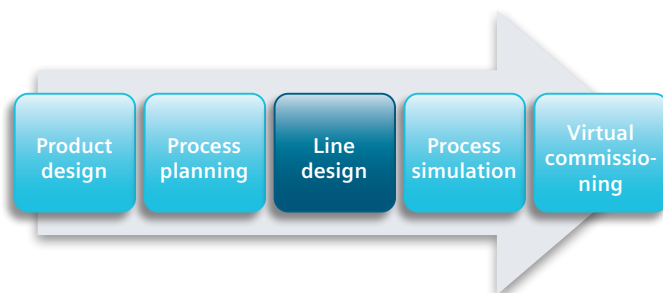 Product
design
Process
planning
Line
design
Process
simulation
Virtual
commissio-
ning